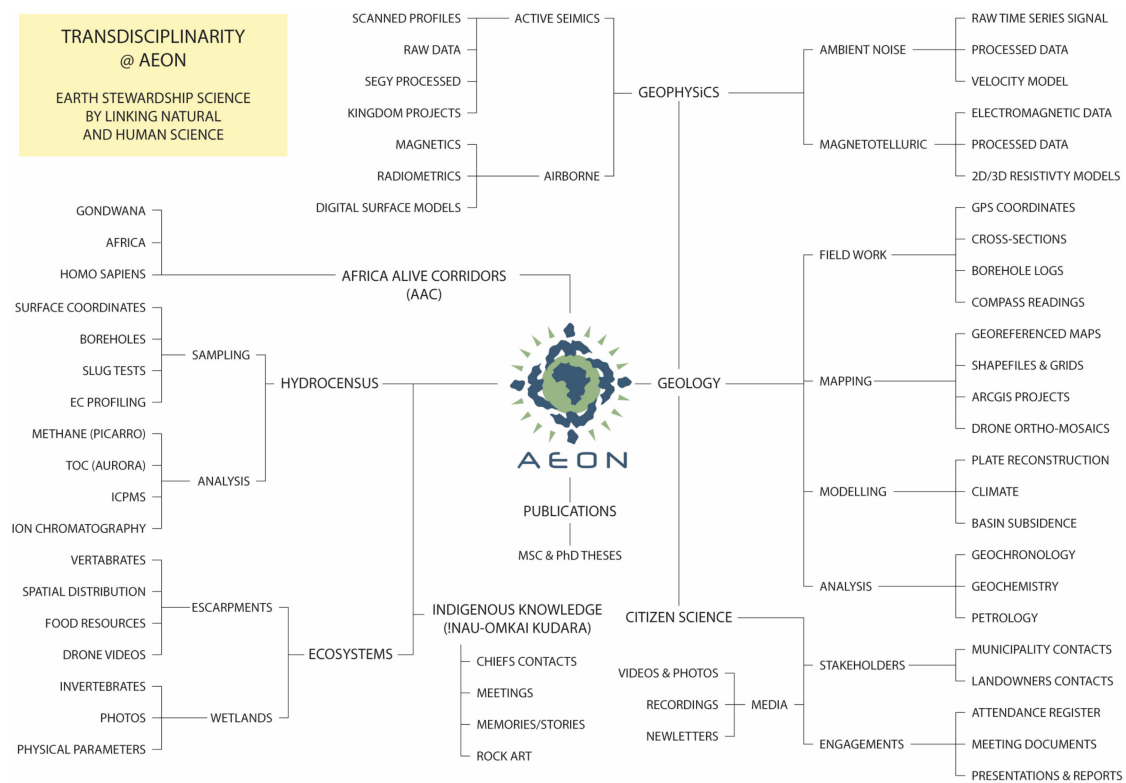 TRANSDISCIPLINARITY
@ AEON
EARTH STEWARDSHIP SCIENCE
BY LINKING NATURAL
AND HUMAN SCIENCE
SCANNED PROFILES
RAW DATA
SEGY PROCESSED
KINGDOM PROJECTS
ACTIVE SEIMICS
MAGNETICS
RADIOMETRICS
DIGITAL SURFACE MODELS
AIRBORNE
GEOPHYSiCS
AMBIENT NOISE
RAW TIME SERIES SIGNAL
PROCESSED DATA
VELOCITY MODEL
MAGNETOTELLURIC
ELECTROMAGNETIC DATA
PROCESSED DATA
2D/3D RESISTIVTY MODELS
GONDWANA
AFRICA
HOMO SAPIENS
AFRICA ALIVE CORRIDORS
(AAC)
SURFACE COORDINATES
BOREHOLES
SLUG TESTS
EC PROFILING
SAMPLING
HYDROCENSUS
METHANE (PICARRO)
TOC (AURORA)
ICPMS
ION CHROMATOGRAPHY
ANALYSIS
AEON
PUBLICATIONS
MSC & PhD THESES
GEOLOGY
FIELD WORK
GPS COORDINATES
CROSS-SECTIONS
BOREHOLE LOGS
COMPASS READINGS
MAPPING
GEOREFERENCED MAPS
SHAPEFILES & GRIDS
ARCGIS PROJECTS
DRONE ORTHO-MOSAICS
MODELLING
PLATE RECONSTRUCTION
CLIMATE
BASIN SUBSIDENCE
ANALYSIS
GEOCHRONOLOGY
GEOCHEMISTRY
PETROLOGY
VERTABRATES
SPATIAL DISTRIBUTION
FOOD RESOURCES
DRONE VIDEOS
ESCARPMENTS
ECOSYSTEMS
INVERTEBRATES
PHOTOS
PHYSICAL PARAMETERS
WETLANDS
INDIGENOUS KNOWLEDGE
(!NAU-OMKAI KUDARA)
CHIEFS CONTACTS
MEETINGS
MEMORIES/STORIES
ROCK ART
CITIZEN SCIENCE
VIDEOS & PHOTOS
RECORDINGS
NEWLETTERS
MEDIA
STAKEHOLDERS
MUNICIPALITY CONTACTS
LANDOWNERS CONTACTS
ENGAGEMENTS
ATTENDANCE REGISTER
MEETING DOCUMENTS
PRESENTATIONS & REPORTS